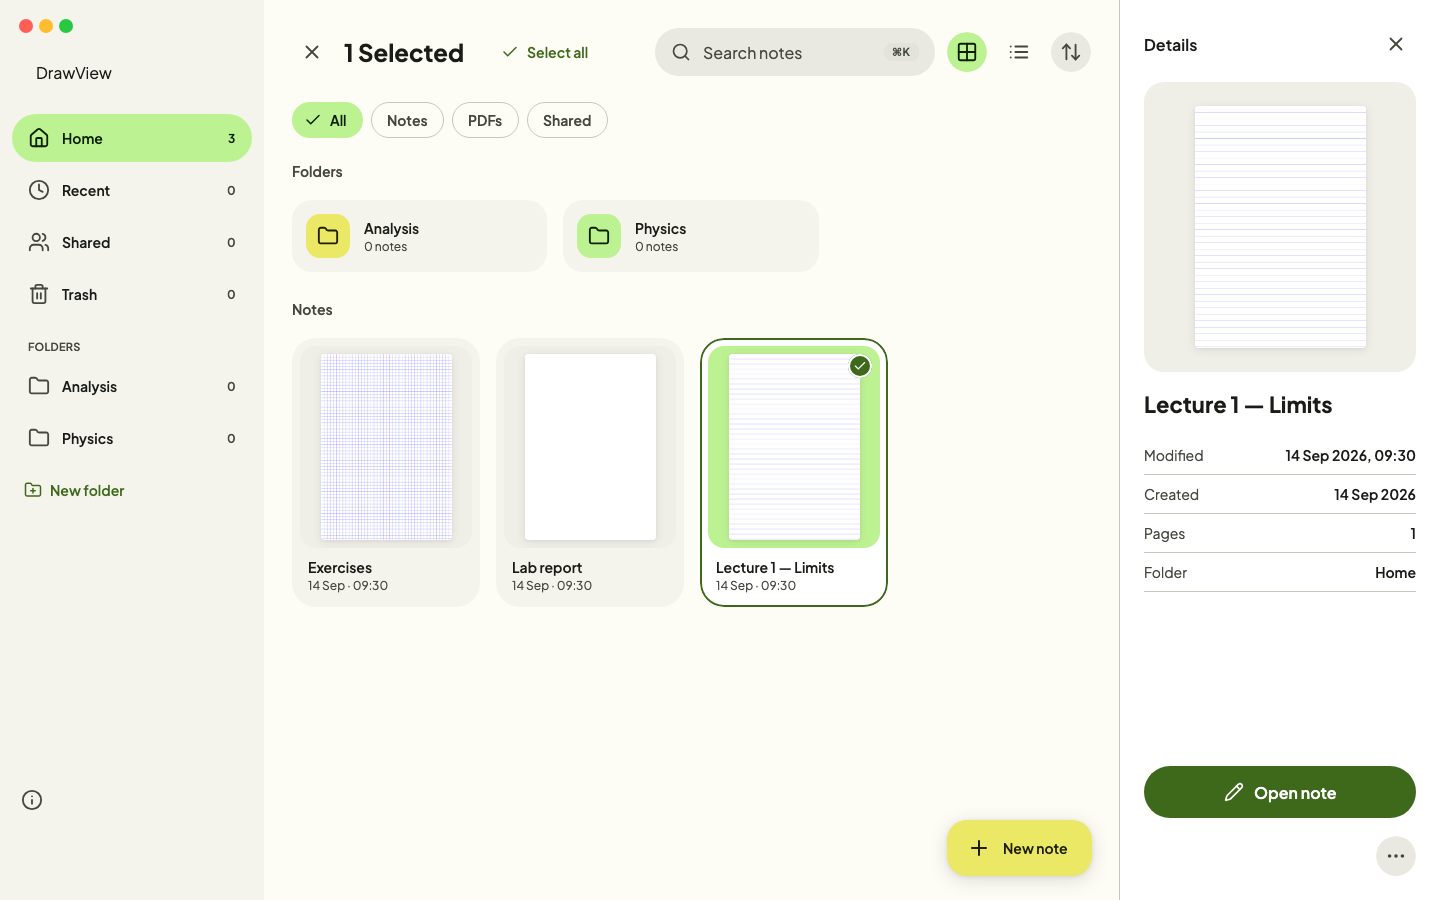 DrawView
Home 3
Recent 0
Shared 0
Trash 0
FOLDERS
Analysis 0
Physics 0
New folder
1 Selected
Select all
Search notes ⌘K
All
Notes
PDFs
Shared
Folders
Analysis
0 notes
Physics
0 notes
Notes
Exercises
14 Sep · 09:30
Lab report
14 Sep · 09:30
Lecture 1 — Limits
14 Sep · 09:30
New note
Details
Lecture 1 — Limits
Modified 14 Sep 2026, 09:30
Created 14 Sep 2026
Pages 1
Folder Home
Open note